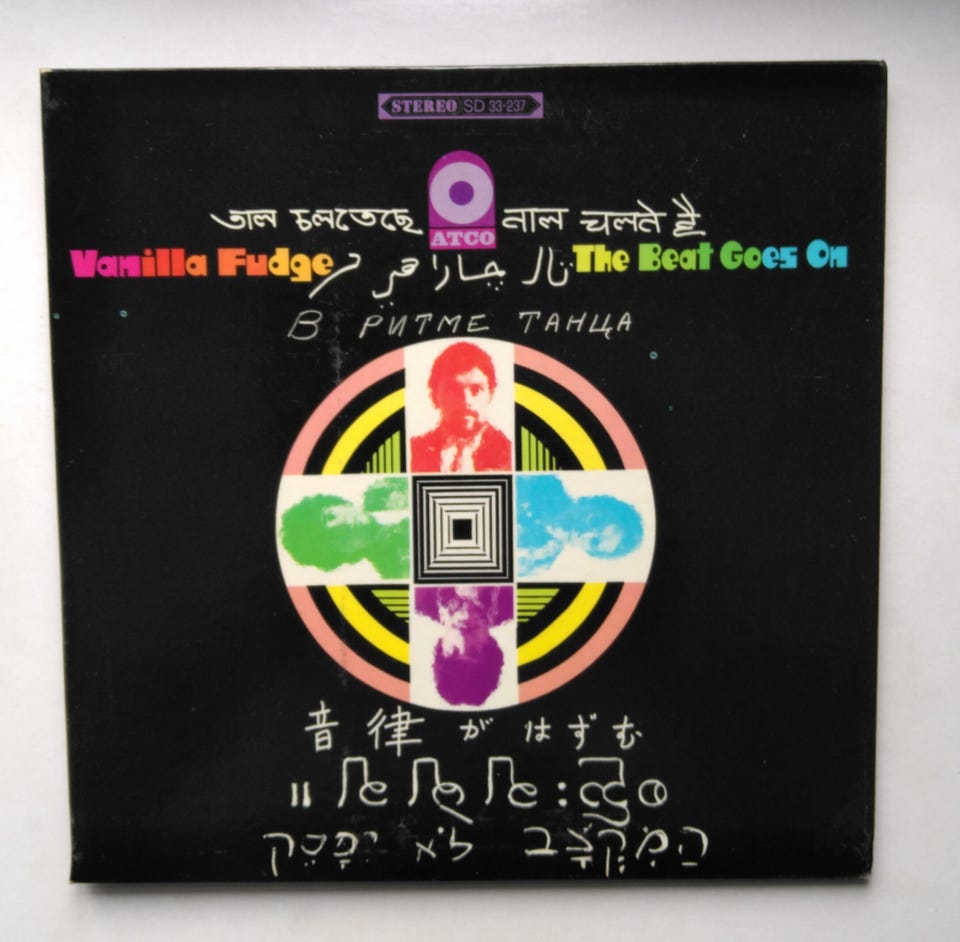 STEREO SD 33-237
তাল চলতেছে नाल चलते है
ATCO
Vanilla Fudge The Beat Goes On
В РИТМЕ ТАНЦА
音律がはずむ
הַמִּקְצָב לֹא יִפָּסֵק